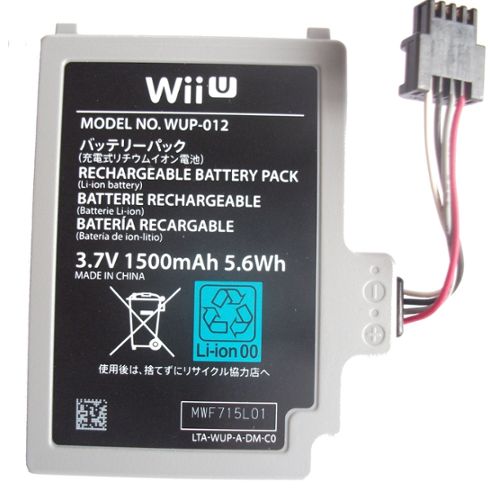 Wii U
MODEL NO. WUP-012
バッテリーパック
(充電式リチウムイオン電池)
RECHARGEABLE BATTERY PACK
(Li-ion battery)
BATTERIE RECHARGEABLE
(Batterie Li-ion)
BATERÍA RECARGABLE
(Batería de ion-litio)
3.7V 1500mAh 5.6Wh
MADE IN CHINA
Li-ion 00
使用後は、捨てずにリサイクル協力店へ
MWF715L01
LTA-WUP-A-DM-C0